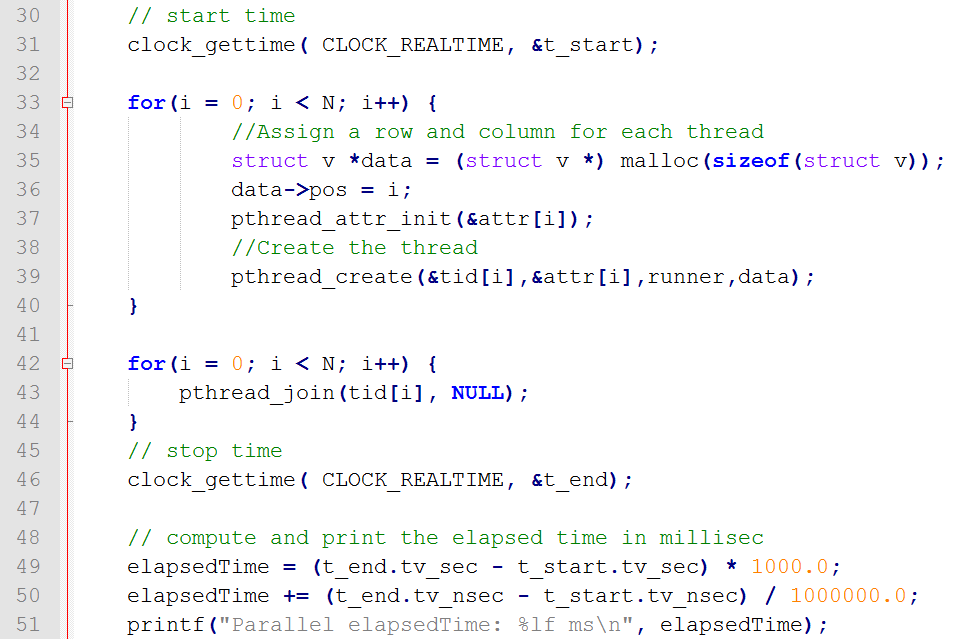 30 // start time
31 clock_gettime( CLOCK_REALTIME, &t_start);
32
33 for(i = 0; i < N; i++) {
34 //Assign a row and column for each thread
35 struct v *data = (struct v *) malloc(sizeof(struct v));
36 data->pos = i;
37 pthread_attr_init(&attr[i]);
38 //Create the thread
39 pthread_create(&tid[i],&attr[i],runner,data);
40 }
41
42 for(i = 0; i < N; i++) {
43 pthread_join(tid[i], NULL);
44 }
45 // stop time
46 clock_gettime( CLOCK_REALTIME, &t_end);
47
48 // compute and print the elapsed time in millisec
49 elapsedTime = (t_end.tv_sec - t_start.tv_sec) * 1000.0;
50 elapsedTime += (t_end.tv_nsec - t_start.tv_nsec) / 1000000.0;
51 printf("Parallel elapsedTime: %lf ms\n", elapsedTime);